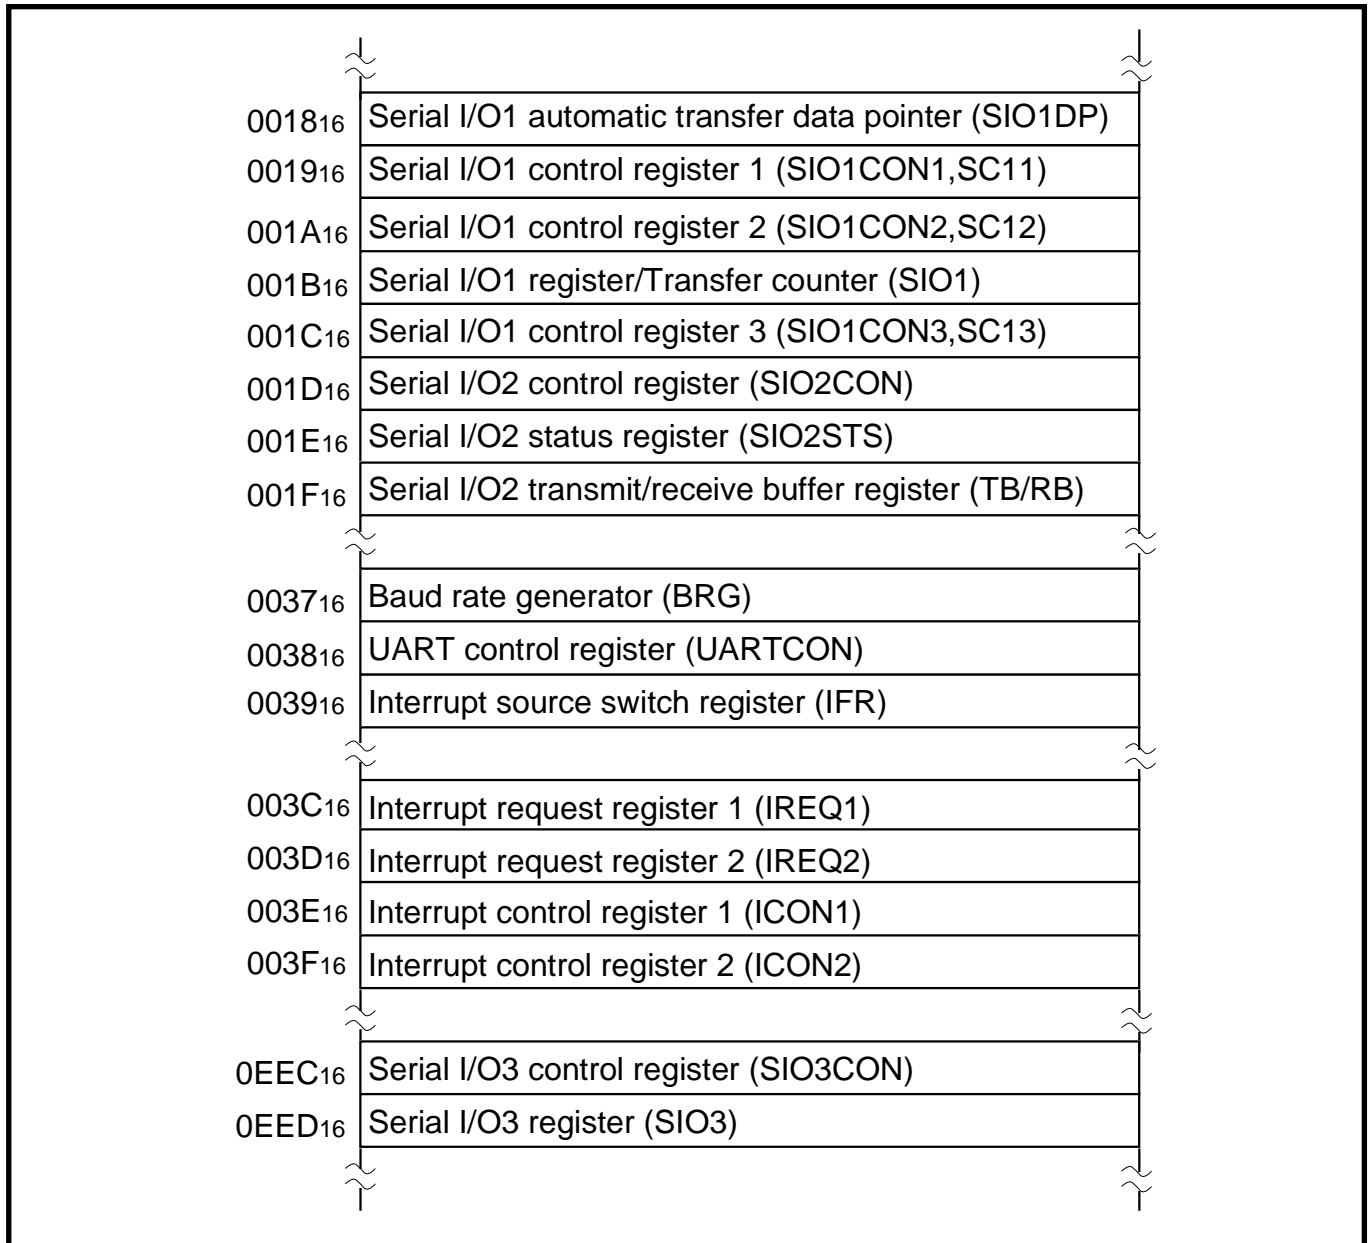 0018₁₆ Serial I/O1 automatic transfer data pointer (SIO1DP)
0019₁₆ Serial I/O1 control register 1 (SIO1CON1,SC11)
001A₁₆ Serial I/O1 control register 2 (SIO1CON2,SC12)
001B₁₆ Serial I/O1 register/Transfer counter (SIO1)
001C₁₆ Serial I/O1 control register 3 (SIO1CON3,SC13)
001D₁₆ Serial I/O2 control register (SIO2CON)
001E₁₆ Serial I/O2 status register (SIO2STS)
001F₁₆ Serial I/O2 transmit/receive buffer register (TB/RB)
0037₁₆ Baud rate generator (BRG)
0038₁₆ UART control register (UARTCON)
0039₁₆ Interrupt source switch register (IFR)
003C₁₆ Interrupt request register 1 (IREQ1)
003D₁₆ Interrupt request register 2 (IREQ2)
003E₁₆ Interrupt control register 1 (ICON1)
003F₁₆ Interrupt control register 2 (ICON2)
0EEC₁₆ Serial I/O3 control register (SIO3CON)
0EED₁₆ Serial I/O3 register (SIO3)